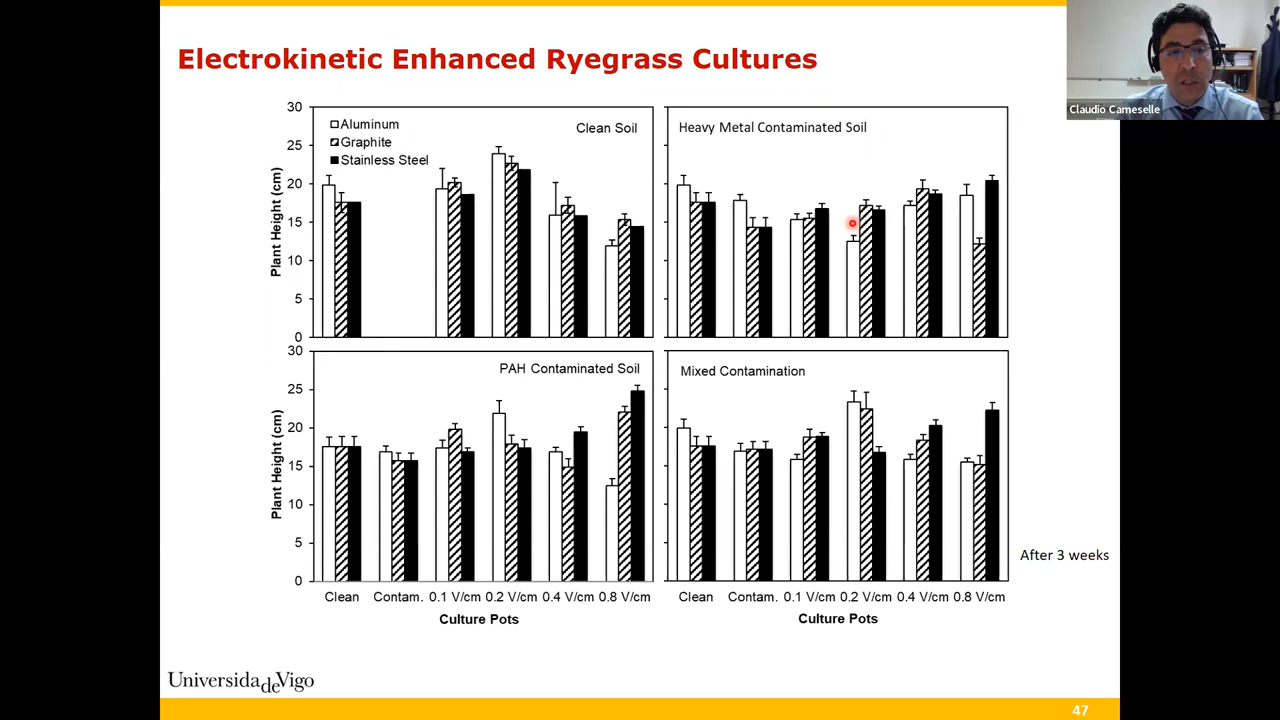 Electrokinetic Enhanced Ryegrass Cultures
Claudio Cameselle
30
25
20
15
10
5
0
Plant Height (cm)
Aluminum
Graphite
Stainless Steel
Clean Soil
Heavy Metal Contaminated Soil
30
25
20
15
10
5
0
Plant Height (cm)
PAH Contaminated Soil
Mixed Contamination
After 3 weeks
Clean Contam. 0.1 V/cm 0.2 V/cm 0.4 V/cm 0.8 V/cm
Culture Pots
Clean Contam. 0.1 V/cm 0.2 V/cm 0.4 V/cm 0.8 V/cm
Culture Pots
UniversidadeVigo
47